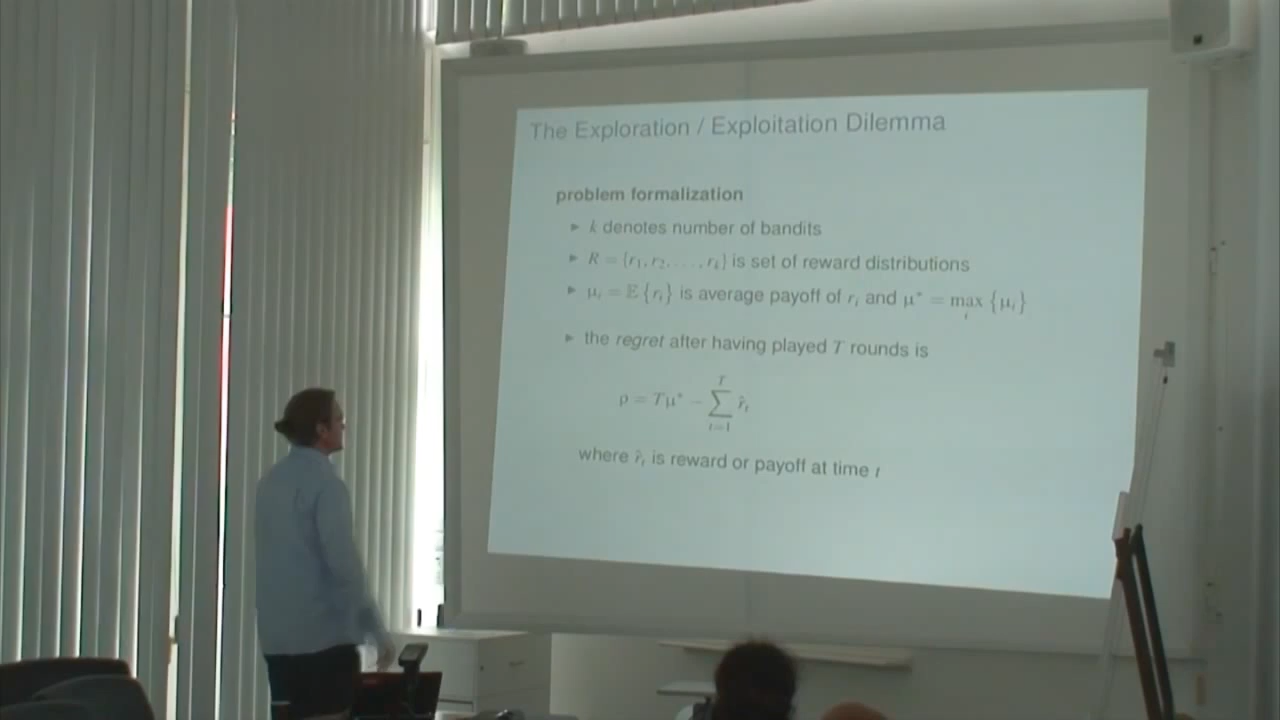 The Exploration / Exploitation Dilemma
problem formalization
▶ k denotes number of bandits
▶ R = {r₁, r₂, . . . , rₖ} is set of reward distributions
▶ μᵢ = 𝔼 {rᵢ} is average payoff of rᵢ and μ* = max {μᵢ}
i
▶ the regret after having played T rounds is
T
ρ = Tμ* − ∑ r̂ₜ
t=1
where r̂ₜ is reward or payoff at time t